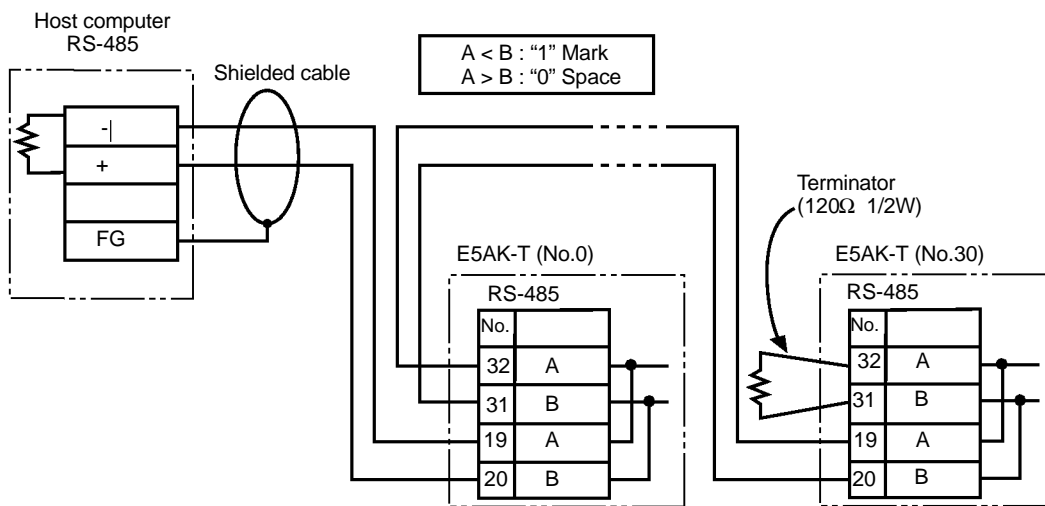 Host computer
RS-485
A < B : “1” Mark
A > B : “0” Space
Shielded cable
-
+
FG
Terminator
(120Ω 1/2W)
E5AK-T (No.0)
RS-485
No.
32 A
31 B
19 A
20 B
E5AK-T (No.30)
RS-485
No.
32 A
31 B
19 A
20 B